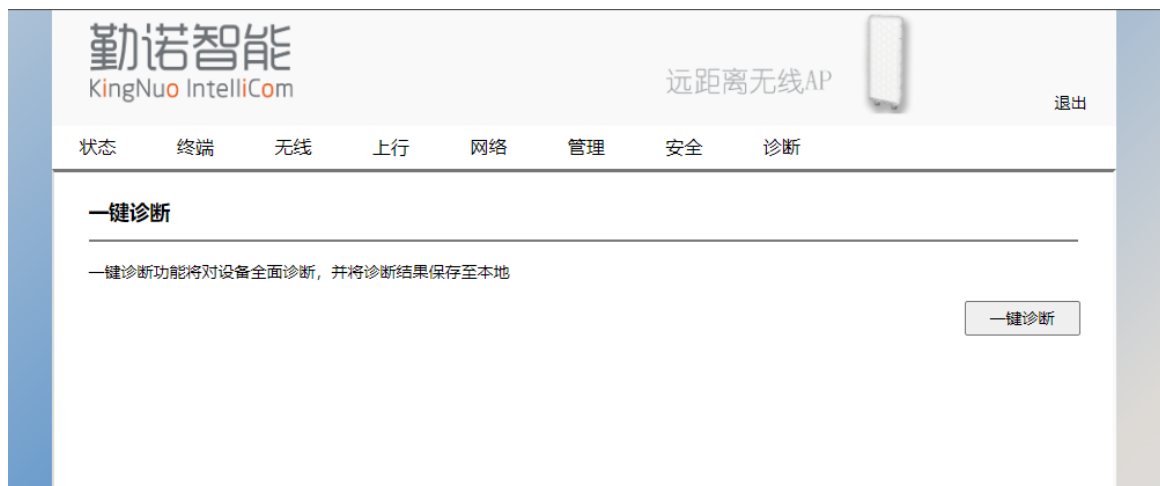 勤诺智能
KingNuo IntelliCom
远距离无线AP
退出
状态 终端 无线 上行 网络 管理 安全 诊断
一键诊断
一键诊断功能将对设备全面诊断，并将诊断结果保存至本地
一键诊断